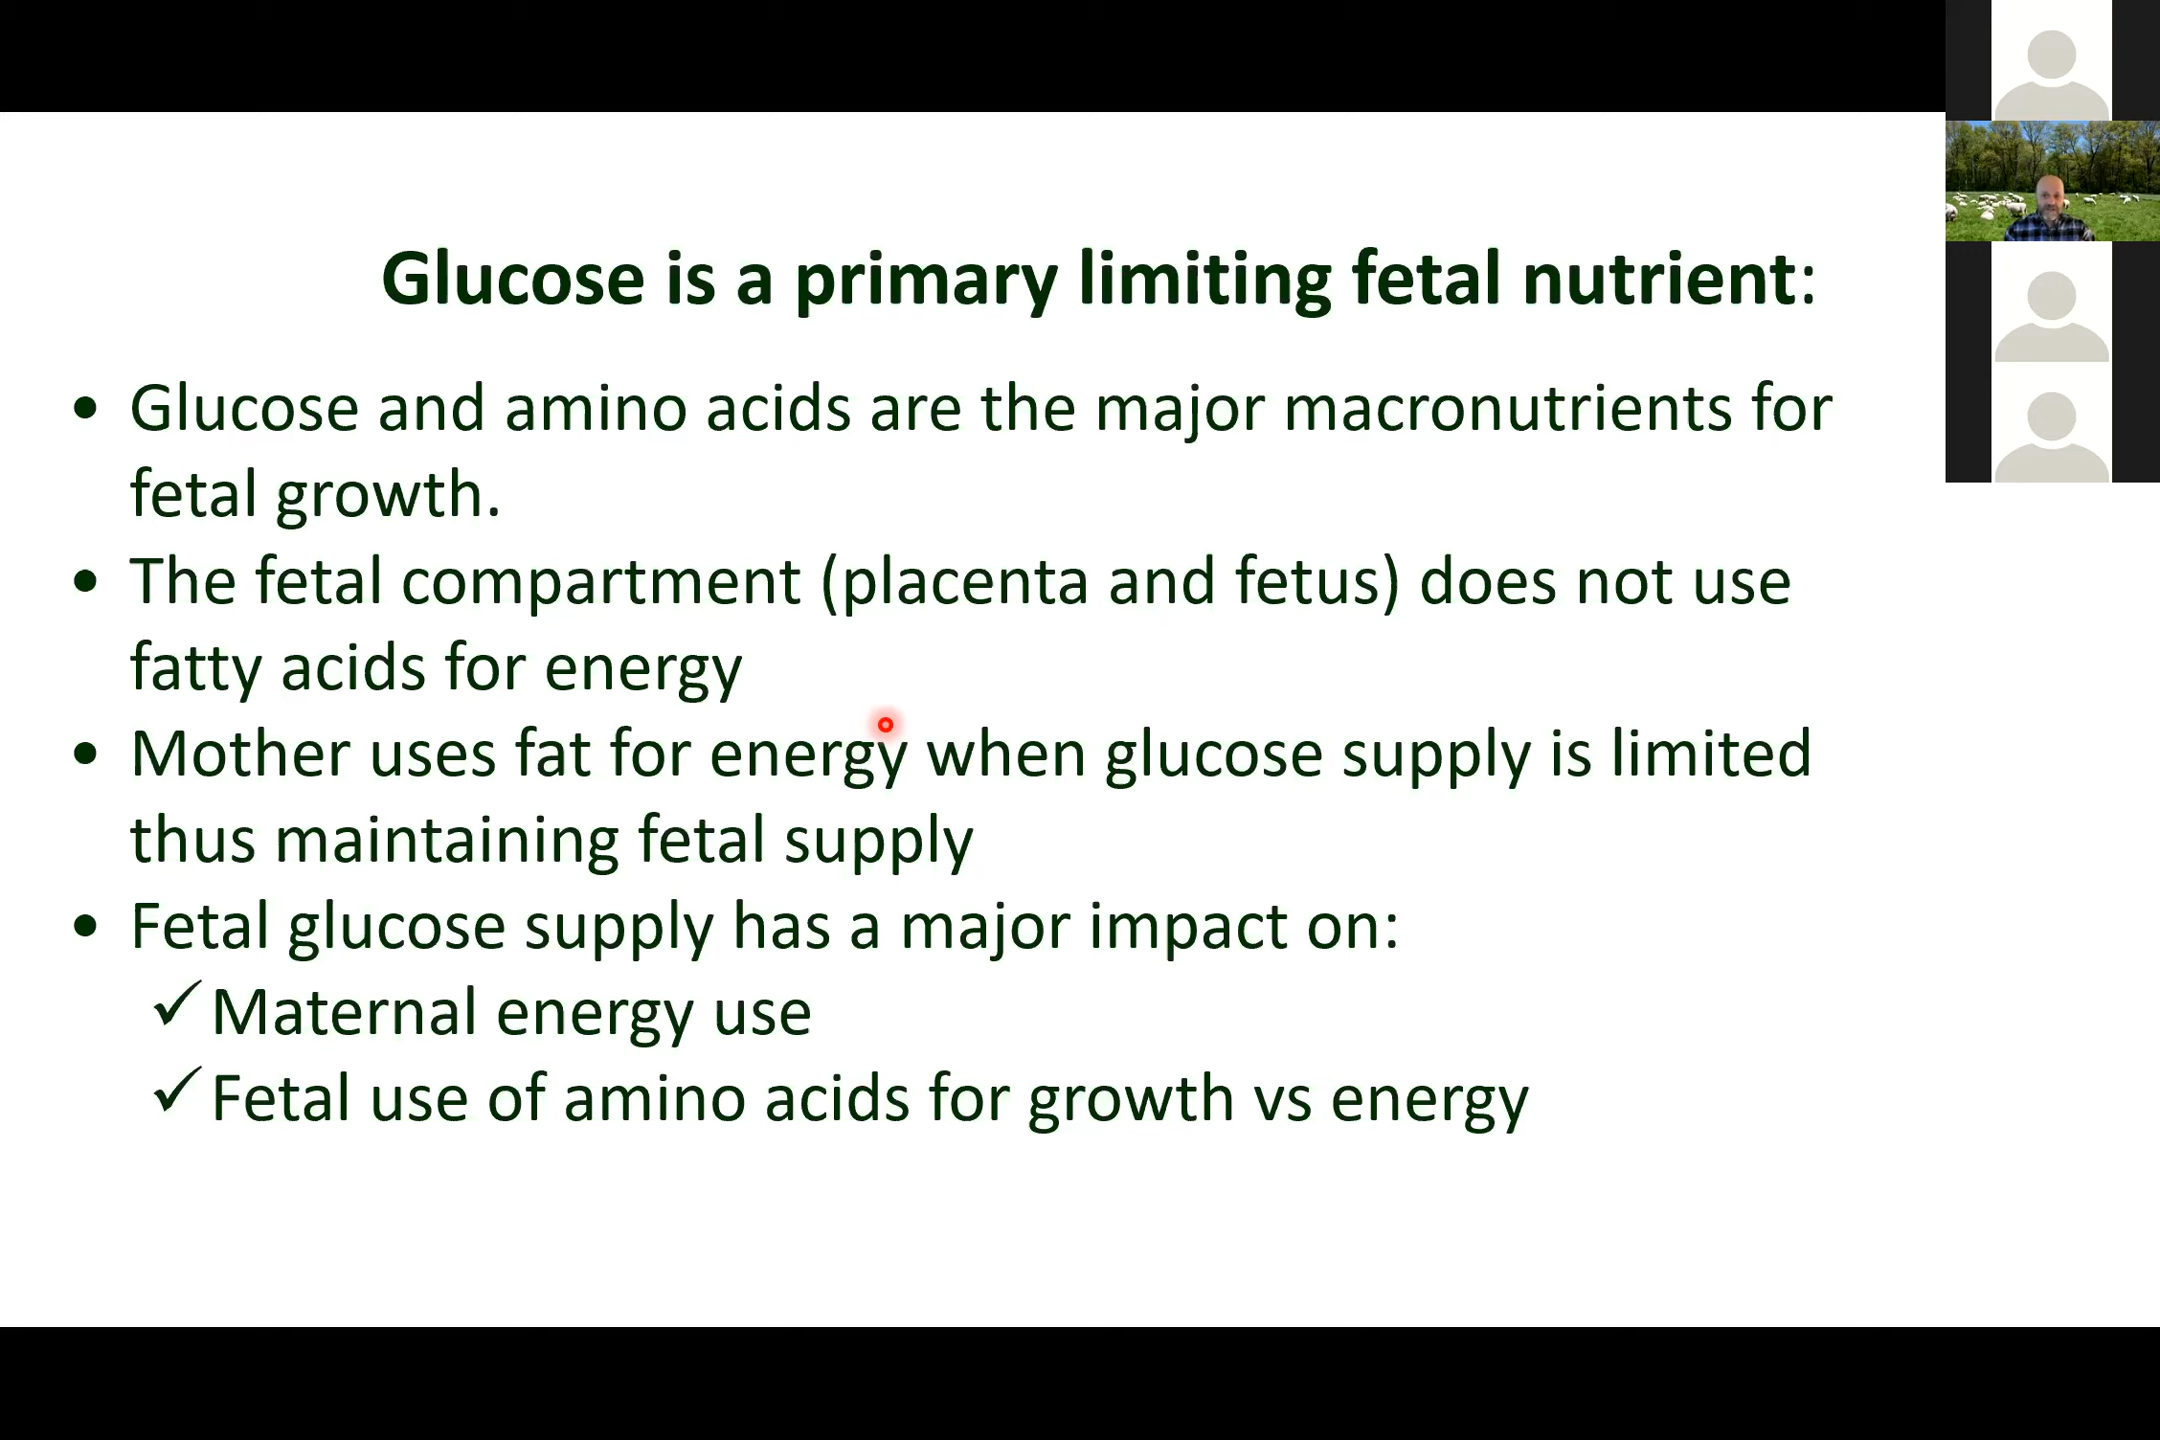 Glucose is a primary limiting fetal nutrient:
• Glucose and amino acids are the major macronutrients for
fetal growth.
• The fetal compartment (placenta and fetus) does not use
fatty acids for energy
• Mother uses fat for energy when glucose supply is limited
thus maintaining fetal supply
• Fetal glucose supply has a major impact on:
✓Maternal energy use
✓Fetal use of amino acids for growth vs energy